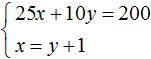 25x + 10y = 200
x = y + 1